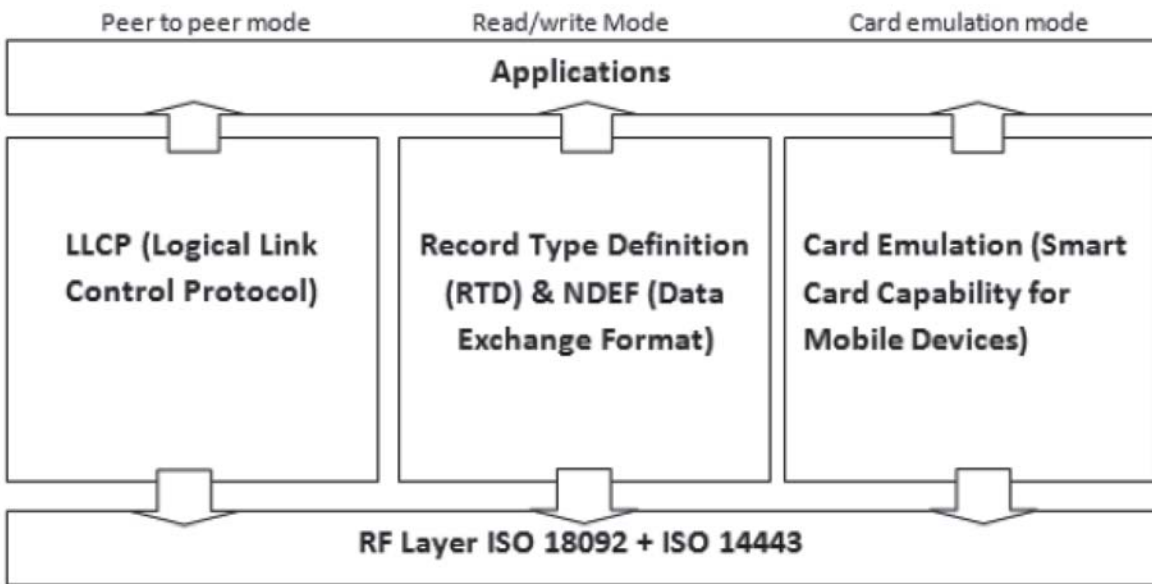 Peer to peer mode
Read/write Mode
Card emulation mode
Applications
LLCP (Logical Link
Control Protocol)
Record Type Definition
(RTD) & NDEF (Data
Exchange Format)
Card Emulation (Smart
Card Capability for
Mobile Devices)
RF Layer ISO 18092 + ISO 14443